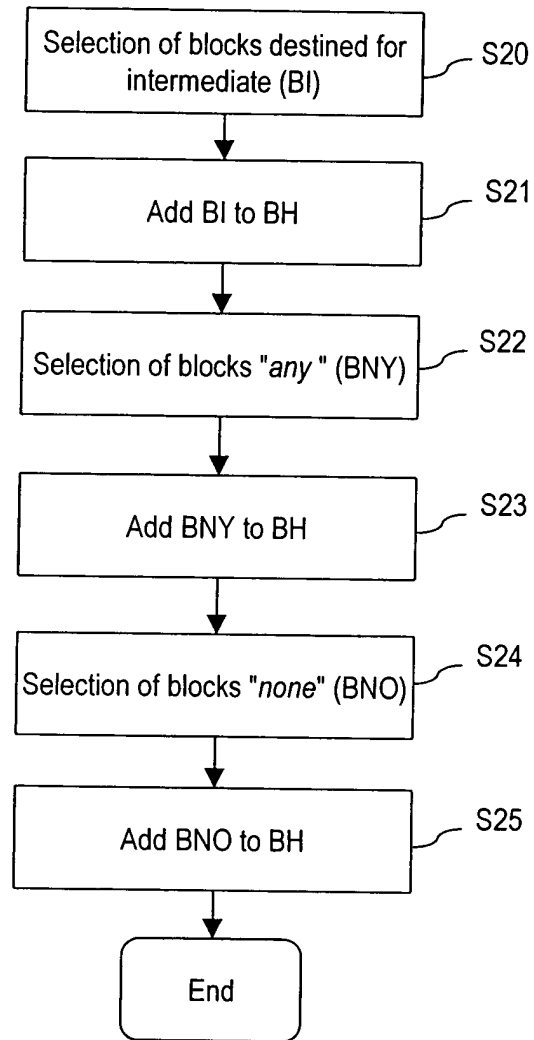 Selection of blocks destined for
intermediate (BI)
S20
Add BI to BH
S21
Selection of blocks "any " (BNY)
S22
Add BNY to BH
S23
Selection of blocks "none" (BNO)
S24
Add BNO to BH
S25
End